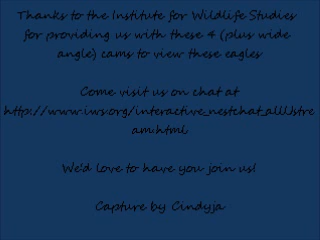 Thanks to the Institute for Wildlife Studies
for providing us with these 4 (plus wide
angle) cams to view these eagles
Come visit us on chat at
http://www.iws.org/interactive_nestchat_allUstre
am.html
We'd love to have you join us!
Capture by Cindyja